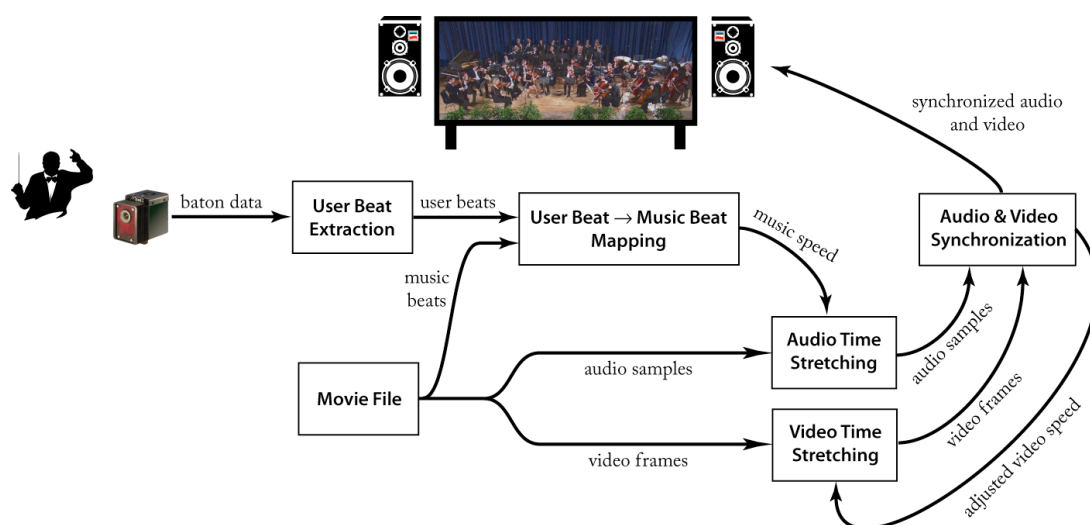 synchronized audio
and video
baton data
User Beat
Extraction
user beats
User Beat → Music Beat
Mapping
music speed
Audio & Video
Synchronization
music
beats
Audio Time
Stretching
audio samples
audio samples
Movie File
Video Time
Stretching
video frames
video frames
adjusted video speed